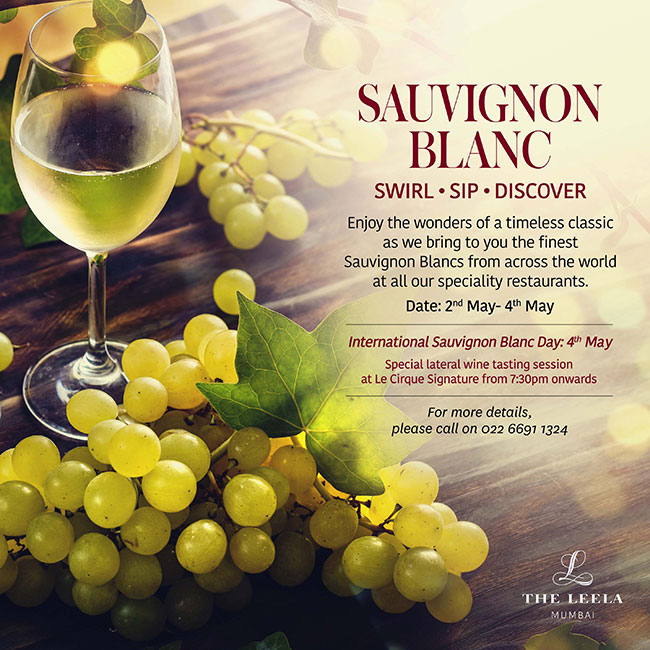 SAUVIGNON
BLANC
SWIRL • SIP • DISCOVER
Enjoy the wonders of a timeless classic
as we bring to you the finest
Sauvignon Blancs from across the world
at all our speciality restaurants.
Date: 2nd May- 4th May
International Sauvignon Blanc Day: 4th May
Special lateral wine tasting session
at Le Cirque Signature from 7:30pm onwards
For more details,
please call on 022 6691 1324
L
THE LEELA
MUMBAI